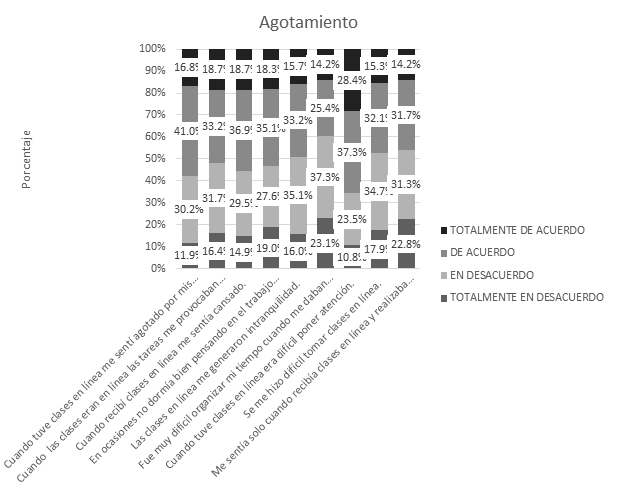 Agotamiento
Porcentaje
100%
90%
80%
70%
60%
50%
40%
30%
20%
10%
0%
16.8% 18.7% 18.7% 18.3% 15.7% 14.2% 28.4% 15.3% 14.2%
41.0% 33.2% 36.9% 35.1% 33.2% 25.4% 37.3% 32.1% 31.7%
30.2% 31.7% 29.5% 27.6% 35.1% 37.3% 23.5% 34.7% 31.3%
11.9% 16.4% 14.9% 19.0% 16.0% 23.1% 10.8% 17.9% 22.8%
Cuando tuve clases en línea me sentí agotado por mis...
Cuando las clases eran en línea las tareas me provocaban...
Cuando recibí clases en línea me sentía cansado.
En ocasiones no dormía bien pensando en el trabajo...
Las clases en línea me generaron intranquilidad.
Fue muy difícil organizar mi tiempo cuando me daban...
Cuando tuve clases en línea era difícil poner atención.
Se me hizo difícil tomar clases en línea.
Me sentía solo cuando recibía clases en línea y realizaba...
TOTALMENTE DE ACUERDO
DE ACUERDO
EN DESACUERDO
TOTALMENTE EN DESACUERDO